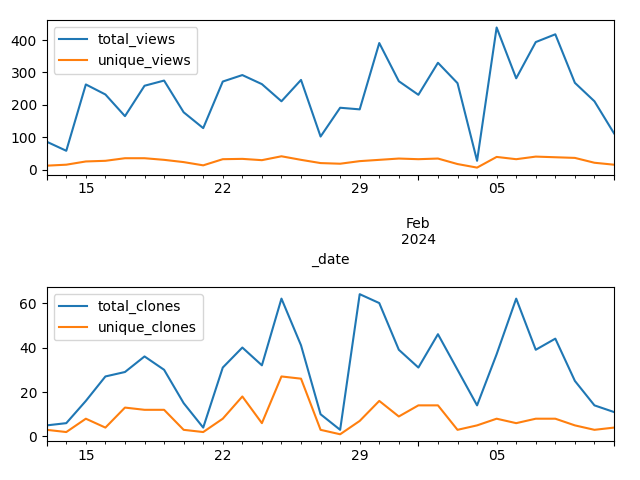 total_views
unique_views
400
300
200
100
0
15 22 29 05
Feb
2024
_date
total_clones
unique_clones
60
40
20
0
15 22 29 05